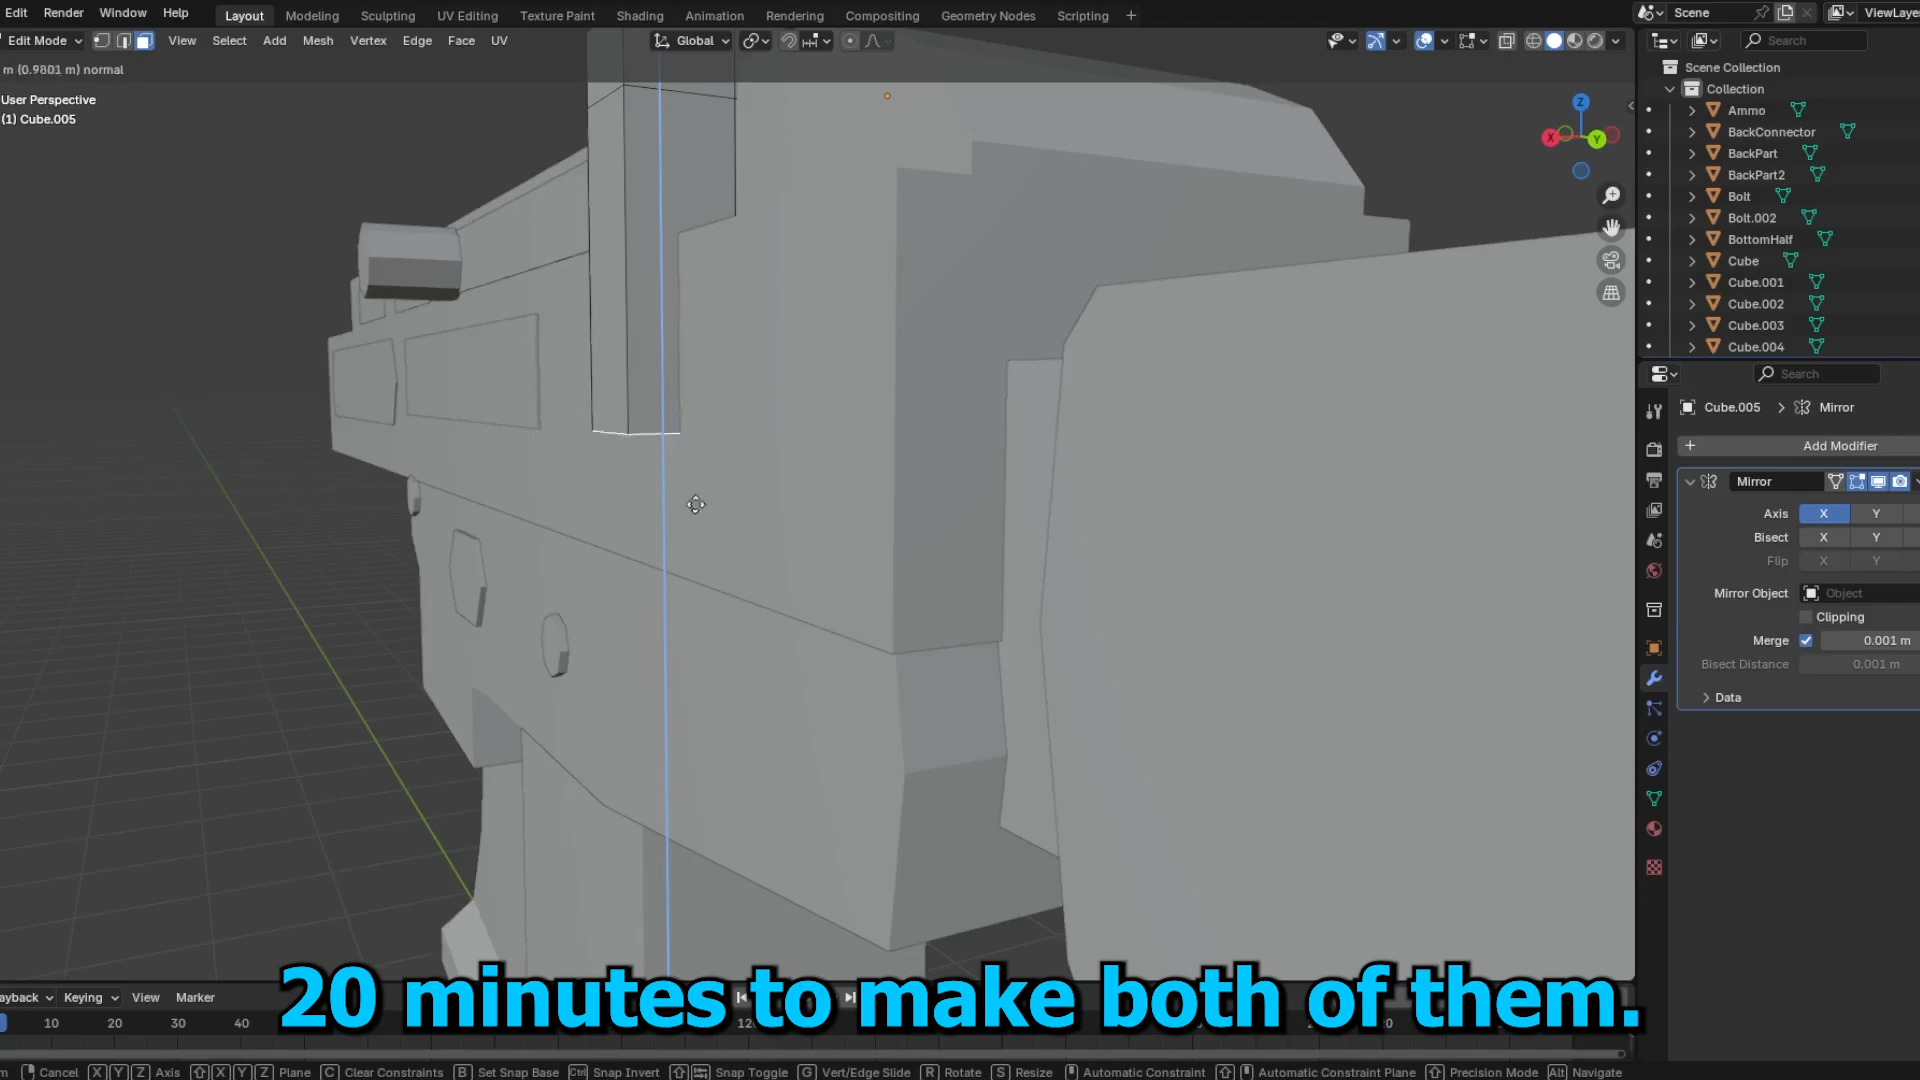 Edit Render Window Help
Layout Modeling Sculpting UV Editing Texture Paint Shading Animation Rendering Compositing Geometry Nodes Scripting +
Scene ViewLayer
Edit Mode View Select Add Mesh Vertex Edge Face UV
Global
Search
m (0.9801 m) normal
User Perspective
(1) Cube.005
Z
X
Y
Scene Collection
Collection
Ammo
BackConnector
BackPart
BackPart2
Bolt
Bolt.002
BottomHalf
Cube
Cube.001
Cube.002
Cube.003
Cube.004
Search
Cube.005 Mirror
+ Add Modifier
Mirror
Axis X Y
Bisect X Y
Flip X Y
Mirror Object Object
Clipping
Merge 0.001 m
Bisect Distance 0.001 m
Data
20 minutes to make both of them.
ayback Keying View Marker
10 20 30 40
Cancel X Y Z Axis X Y Z Plane C Clear Constraints B Set Snap Base Ctrl Snap Invert Snap Toggle G Vert/Edge Slide R Rotate S Resize Automatic Constraint Automatic Constraint Plane Precision Mode Alt Navigate